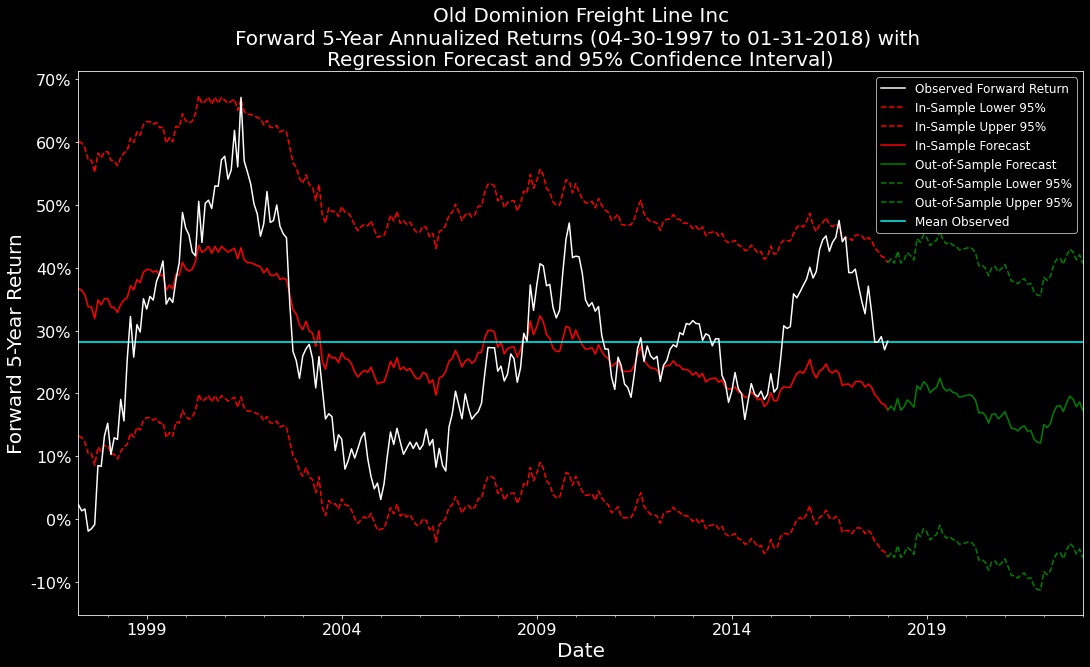 Old Dominion Freight Line Inc
Forward 5-Year Annualized Returns (04-30-1997 to 01-31-2018) with
Regression Forecast and 95% Confidence Interval)
70%
60%
50%
40%
30%
20%
10%
0%
-10%
Forward 5-Year Return
Observed Forward Return
In-Sample Lower 95%
In-Sample Upper 95%
In-Sample Forecast
Out-of-Sample Forecast
Out-of-Sample Lower 95%
Out-of-Sample Upper 95%
Mean Observed
1999
2004
2009
2014
2019
Date